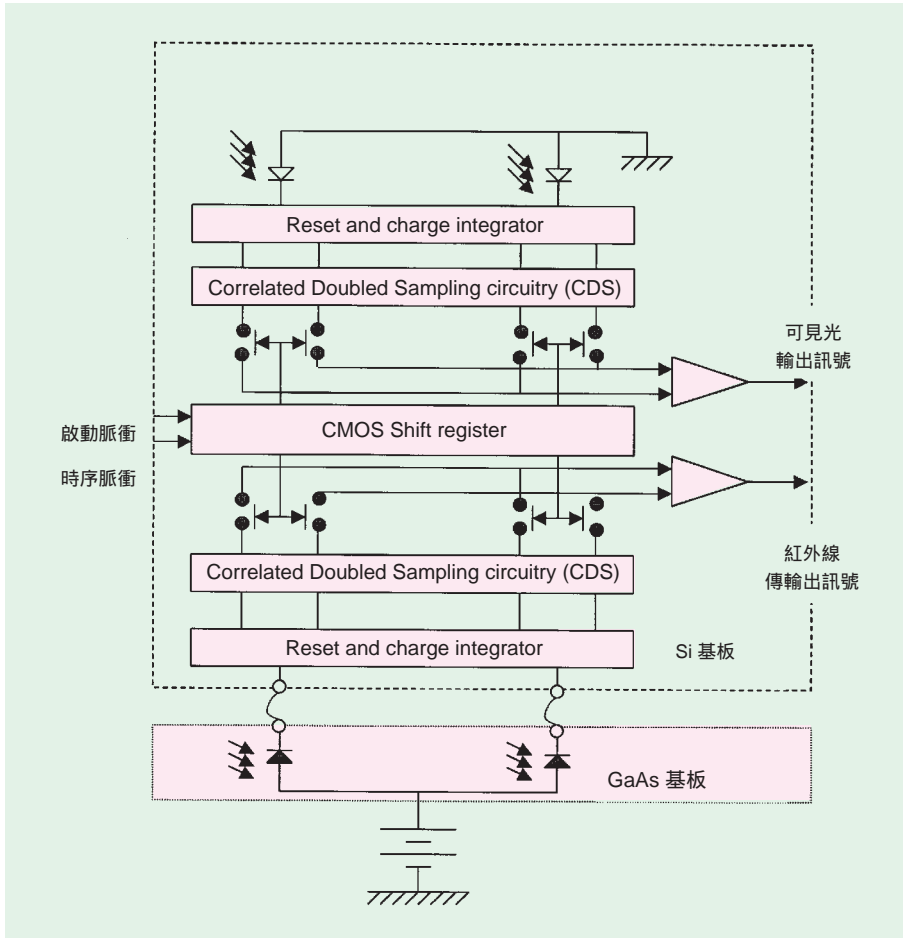 Reset and charge integrator
Correlated Doubled Sampling circuitry (CDS)
可見光
輸出訊號
CMOS Shift register
啟動脈衝
時序脈衝
Correlated Doubled Sampling circuitry (CDS)
紅外線
傳輸出訊號
Reset and charge integrator
Si 基板
GaAs 基板